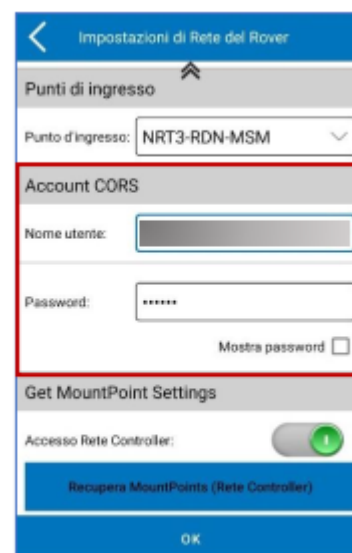 Impostazioni di Rete del Rover
Punti di ingresso
Punto d'ingresso: NRT3-RDN-MSM
Account CORS
Nome utente:
Password: ••••••
Mostra password
Get MountPoint Settings
Accesso Rete Controller:
Recupera MountPoints (Rete Controller)
OK